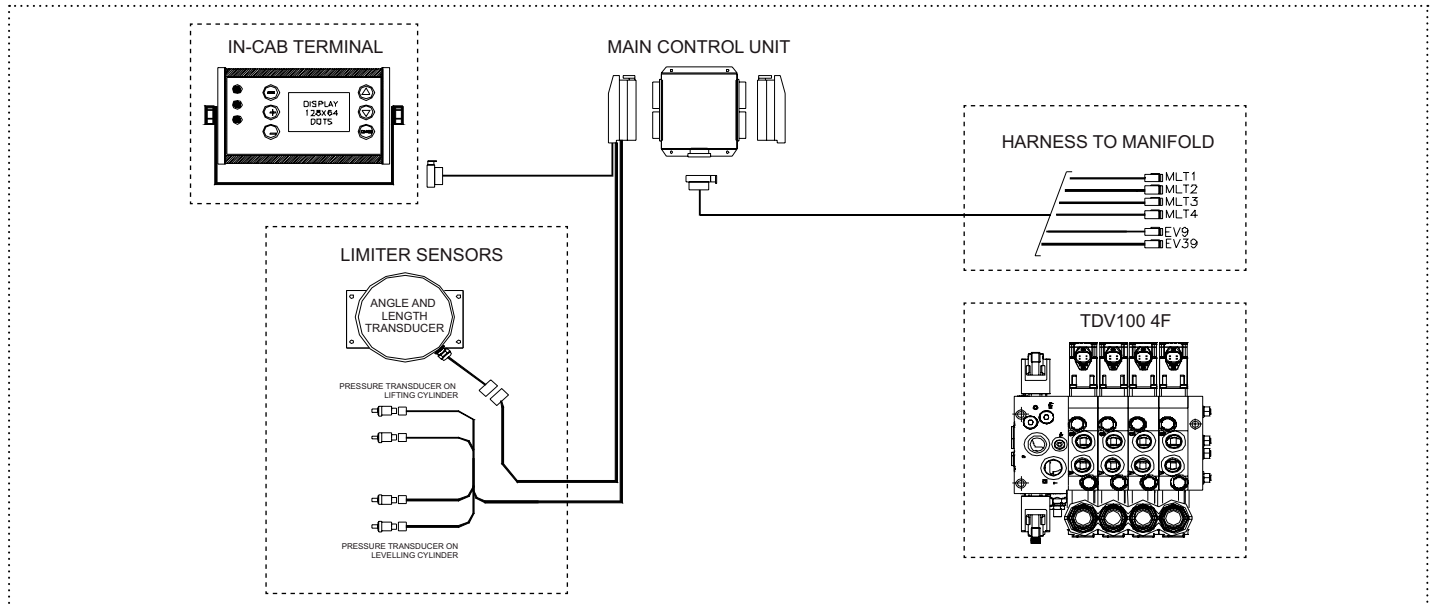 IN-CAB TERMINAL
DISPLAY
128X64
DOTS
MAIN CONTROL UNIT
HARNESS TO MANIFOLD
MLT1
MLT2
MLT3
MLT4
EV9
EV39
LIMITER SENSORS
ANGLE AND
LENGTH
TRANSDUCER
PRESSURE TRANSDUCER ON
LIFTING CYLINDER
PRESSURE TRANSDUCER ON
LEVELLING CYLINDER
TDV100 4F